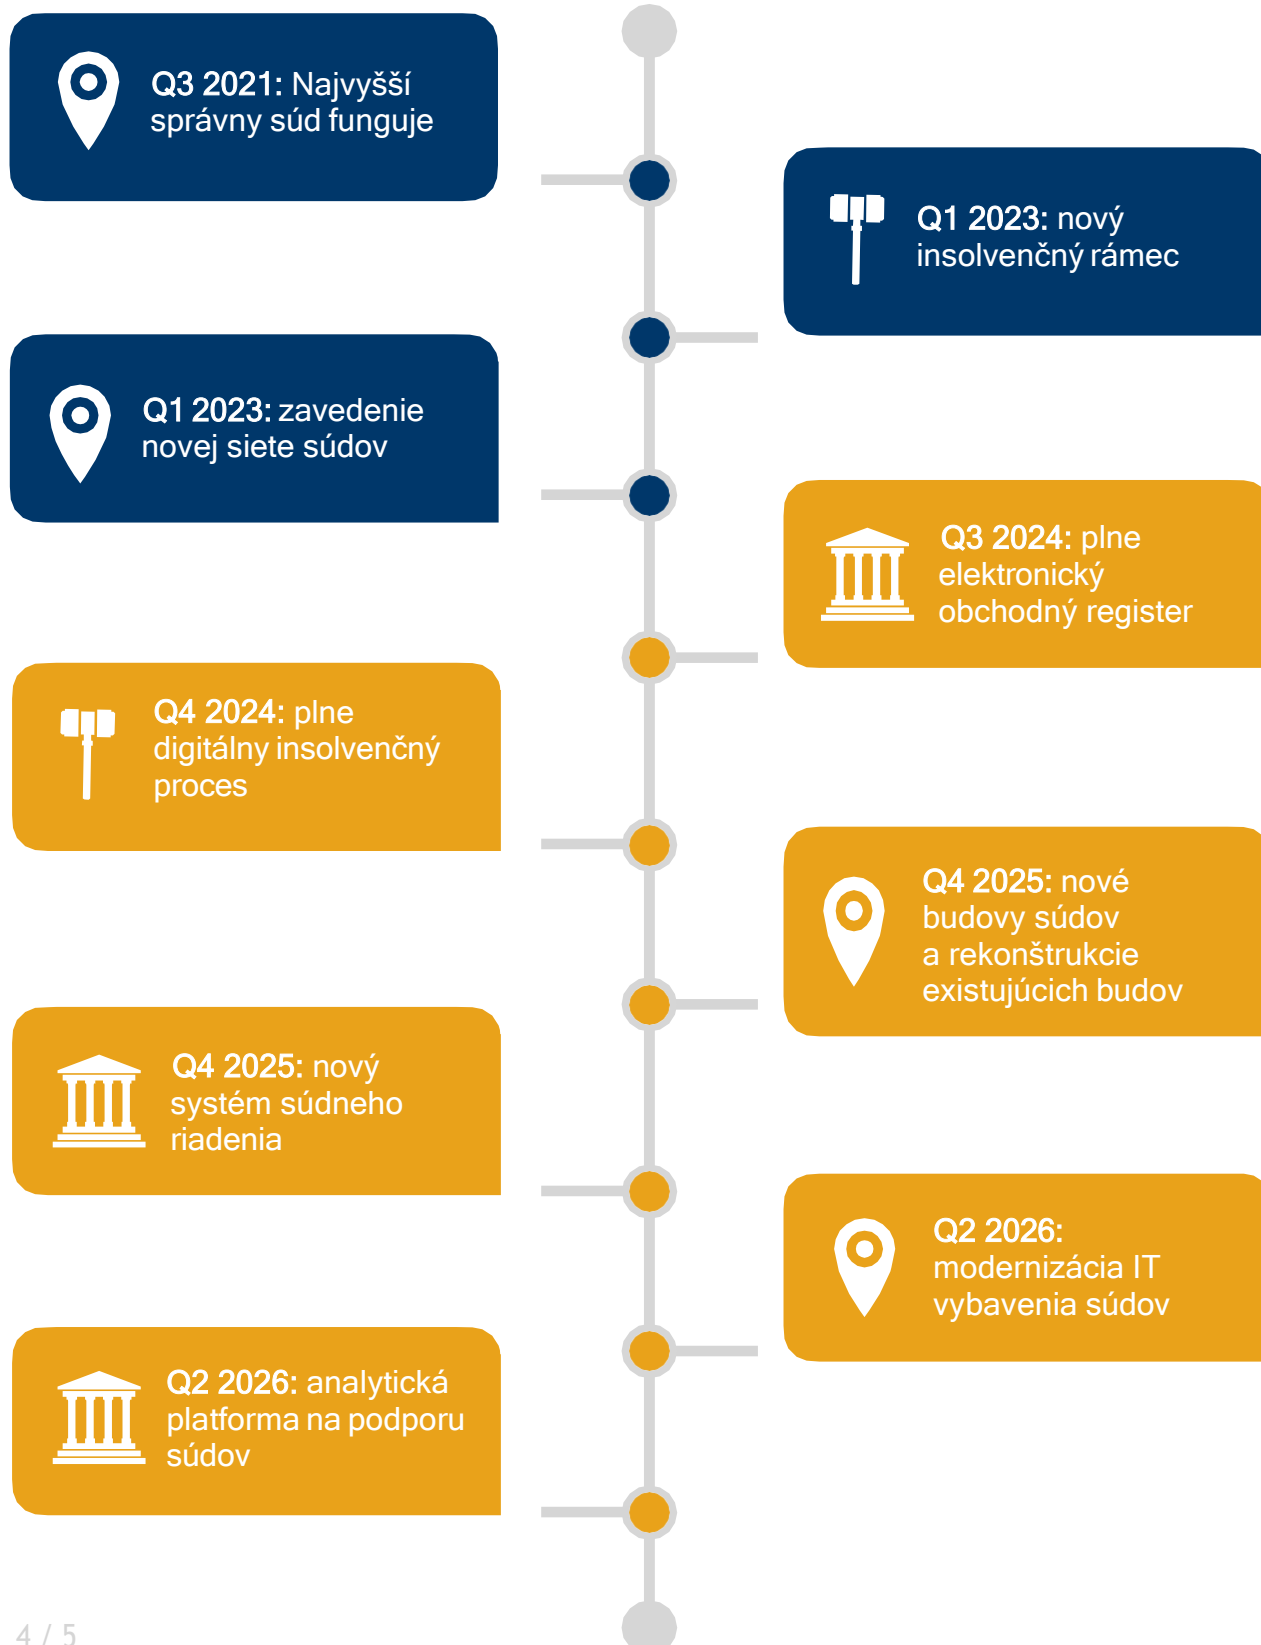 Q3 2021: Najvyšší
správny súd funguje
Q1 2023: nový
insolvenčný rámec
Q1 2023: zavedenie
novej siete súdov
Q3 2024: plne
elektronický
obchodný register
Q4 2024: plne
digitálny insolvenčný
proces
Q4 2025: nové
budovy súdov
a rekonštrukcie
existujúcich budov
Q4 2025: nový
systém súdneho
riadenia
Q2 2026:
modernizácia IT
vybavenia súdov
Q2 2026: analytická
platforma na podporu
súdov
4 / 5